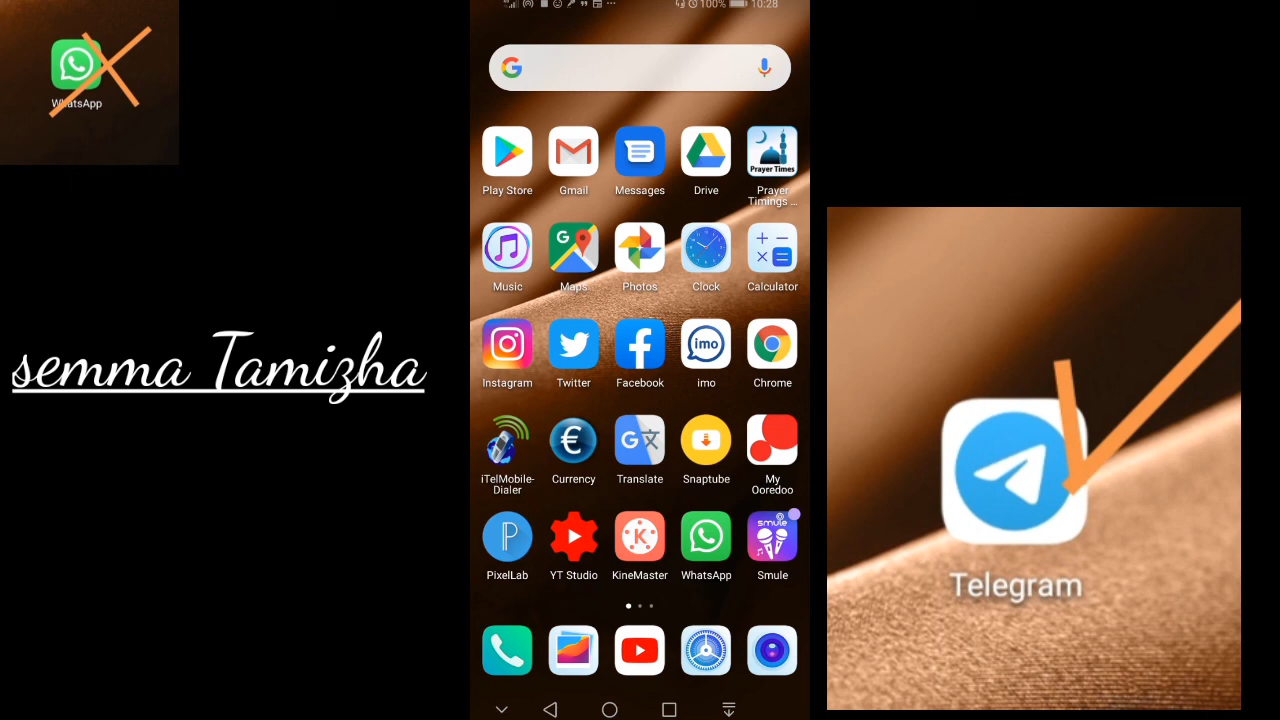 100% 10:28
WhatsApp
semma Tamizha
Play Store Gmail Messages Drive Prayer Times
Prayer Timings ...
Music Maps Photos Clock Calculator
Instagram Twitter Facebook imo imo Chrome
iTelMobile-Dialer Currency Translate Snaptube My Ooredoo
PixelLab YT Studio KineMaster WhatsApp smule Smule
Telegram